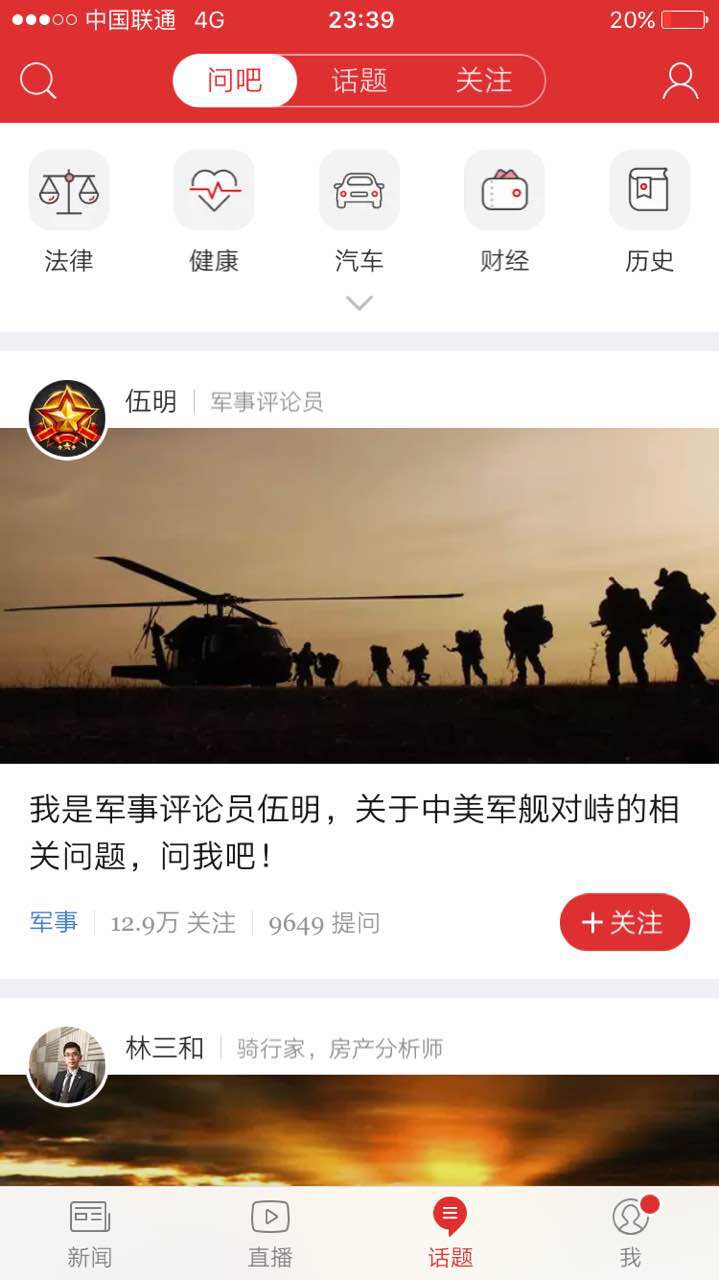 中国联通 4G 23:39 20%
问吧 话题 关注
法律 健康 汽车 财经 历史
伍明 军事评论员
我是军事评论员伍明，关于中美军舰对峙的相
关问题，问我吧！
军事 12.9万 关注 9649 提问 +关注
林三和 骑行家，房产分析师
新闻 直播 话题 我